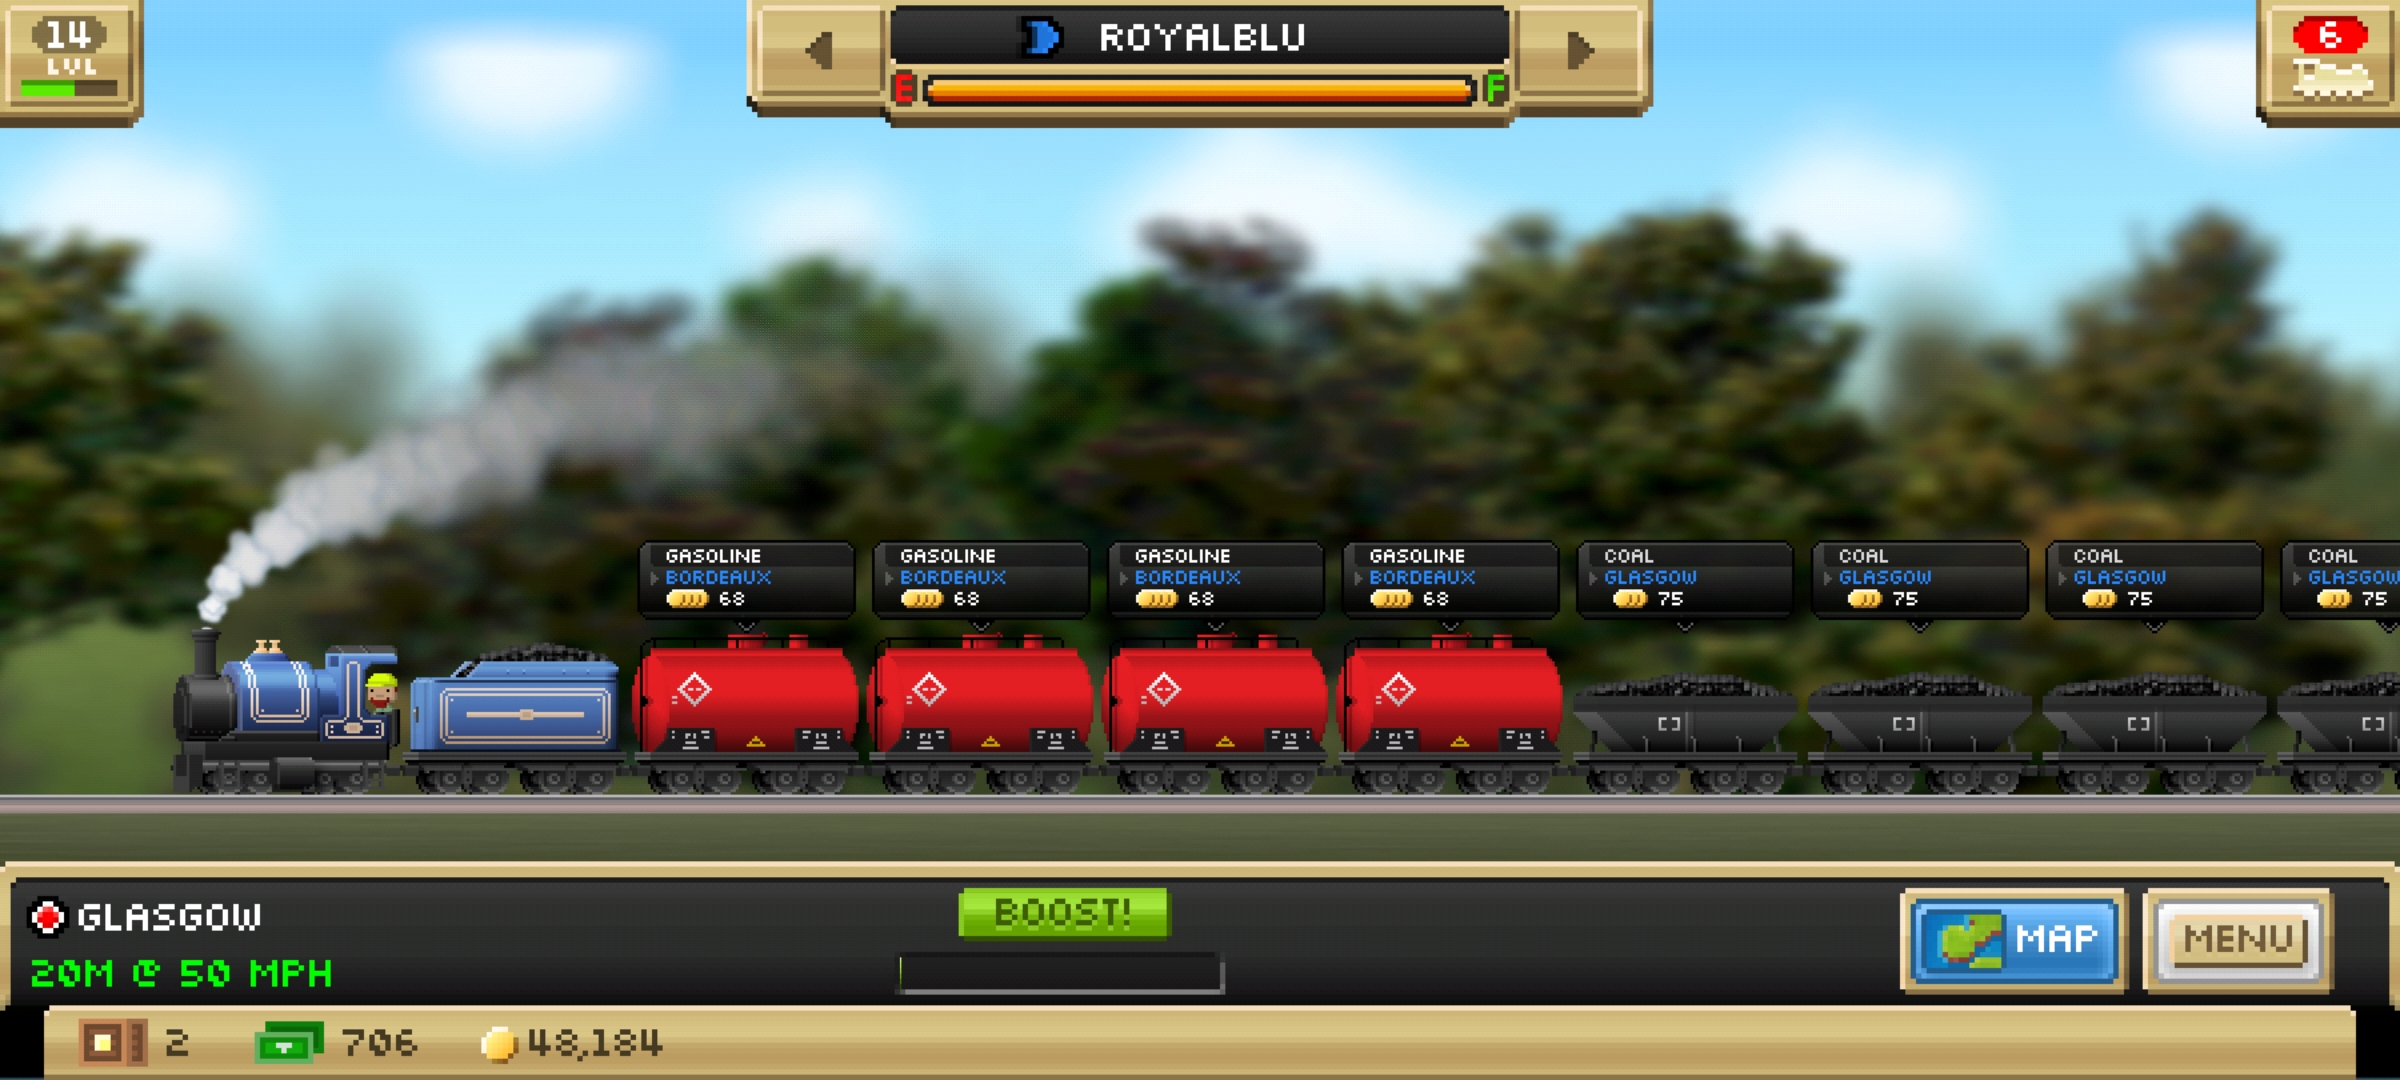 14
LVL
ROYALBLU
E F
6
GASOLINE
BORDEAUX
68
GASOLINE
BORDEAUX
68
GASOLINE
BORDEAUX
68
GASOLINE
BORDEAUX
68
COAL
GLASGOW
75
COAL
GLASGOW
75
COAL
GLASGOW
75
COAL
GLASGOW
75
GLASGOW
20M @ 50 MPH
BOOST!
MAP
MENU
2
706
48,184